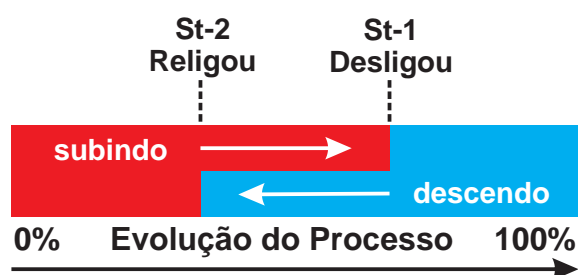 St-2
Religou
St-1
Desligou
subindo
descendo
0% Evolução do Processo 100%